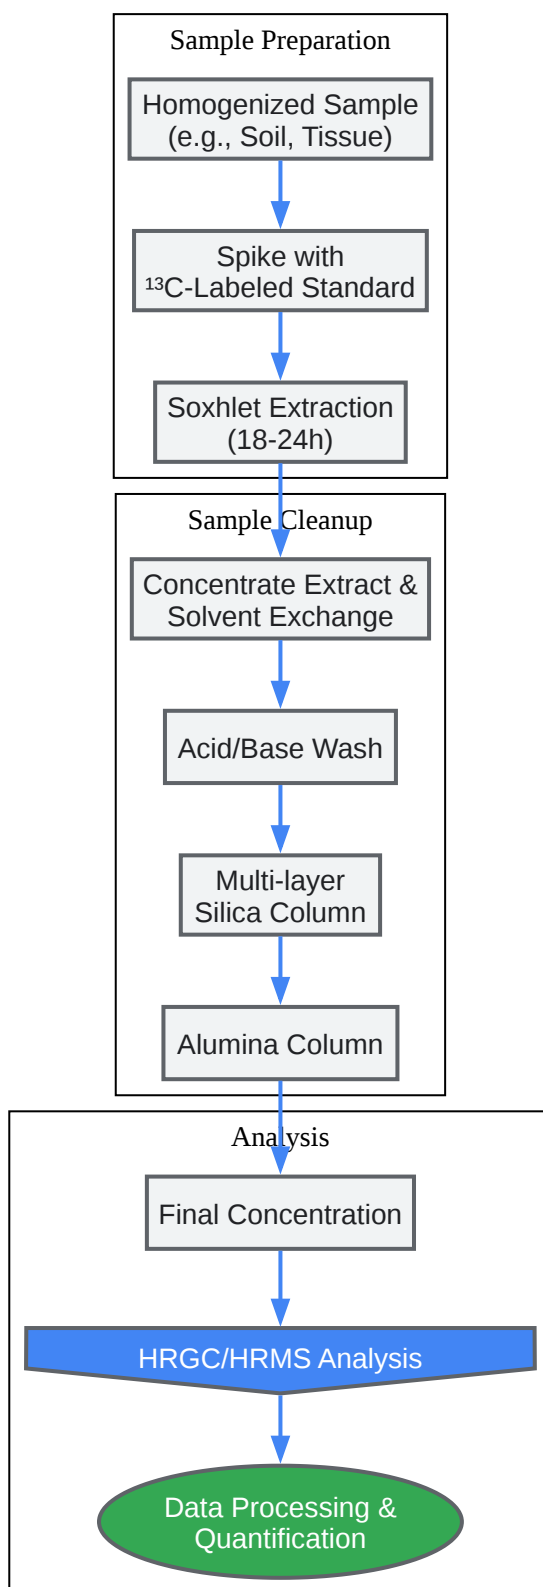 Sample Preparation
Homogenized Sample
(e.g., Soil, Tissue)
Spike with
¹³C-Labeled Standard
Soxhlet Extraction
(18-24h)
Sample Cleanup
Concentrate Extract &
Solvent Exchange
Acid/Base Wash
Multi-layer
Silica Column
Alumina Column
Analysis
Final Concentration
HRGC/HRMS Analysis
Data Processing &
Quantification